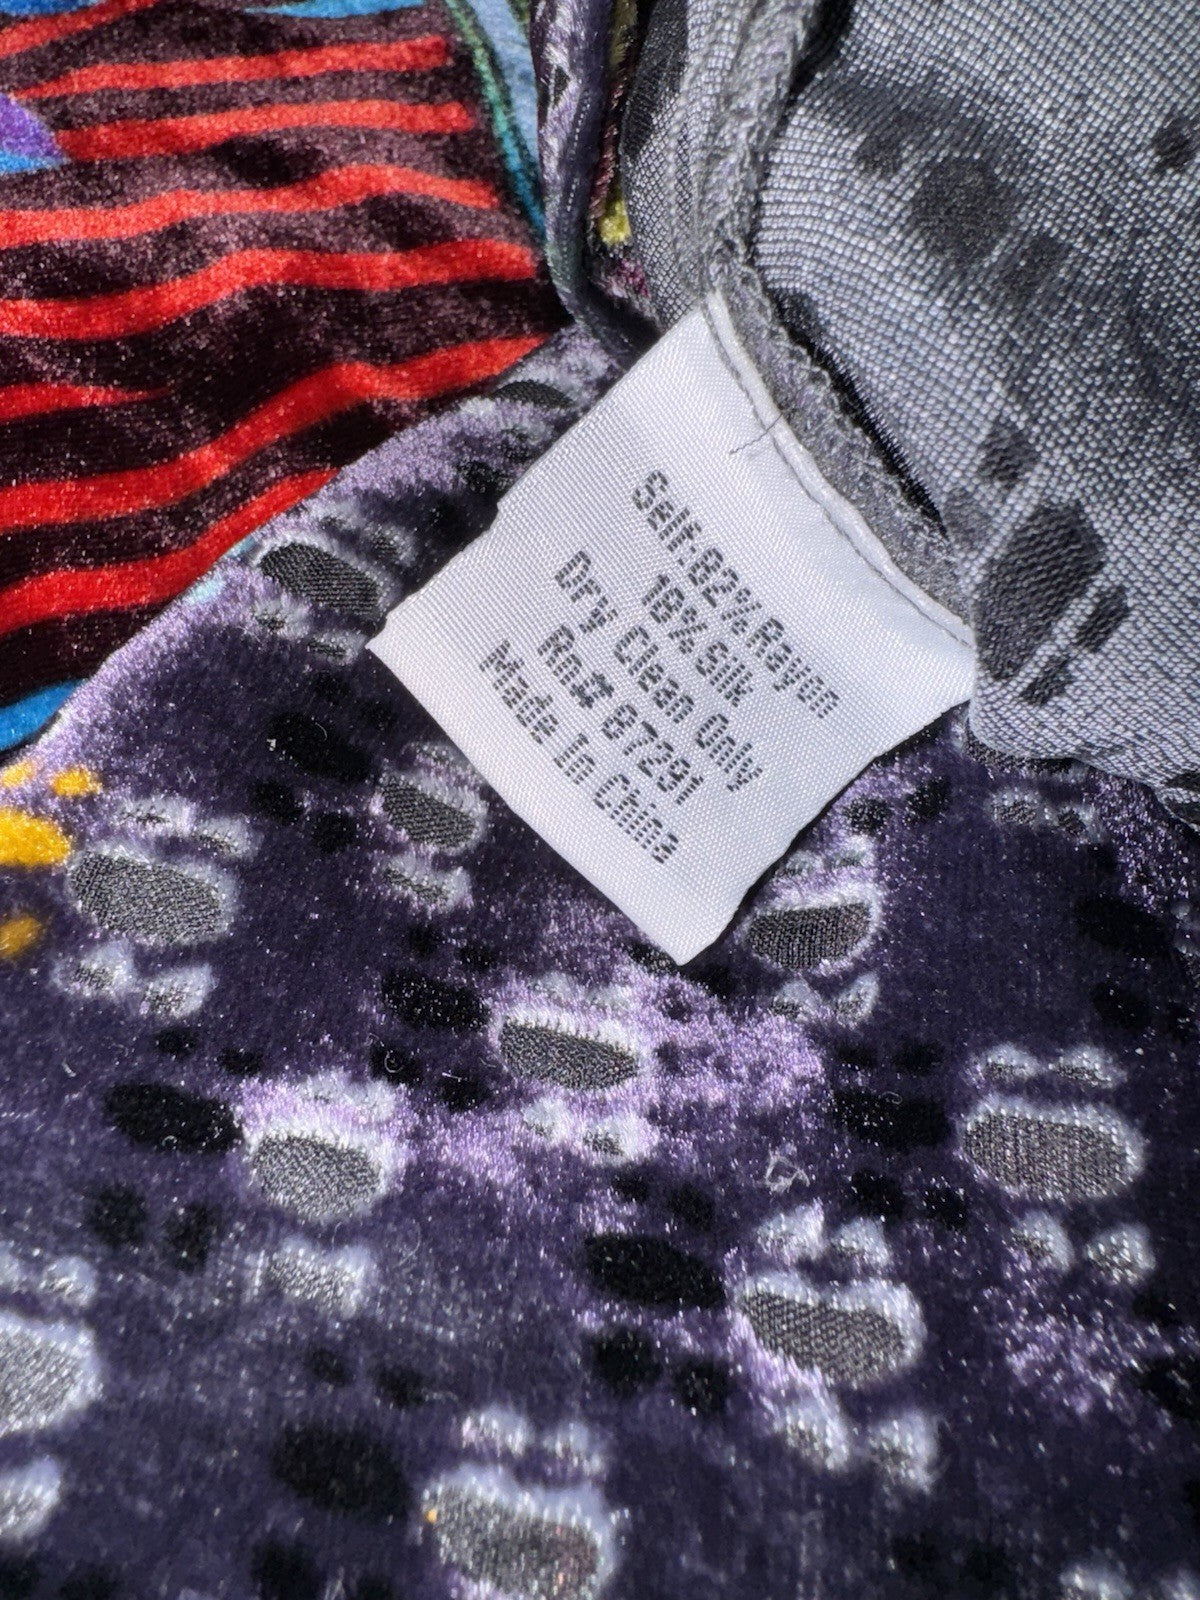 Self:82% Rayon
18% Silk
Dry Clean Only
Rn# 87291
Made In China